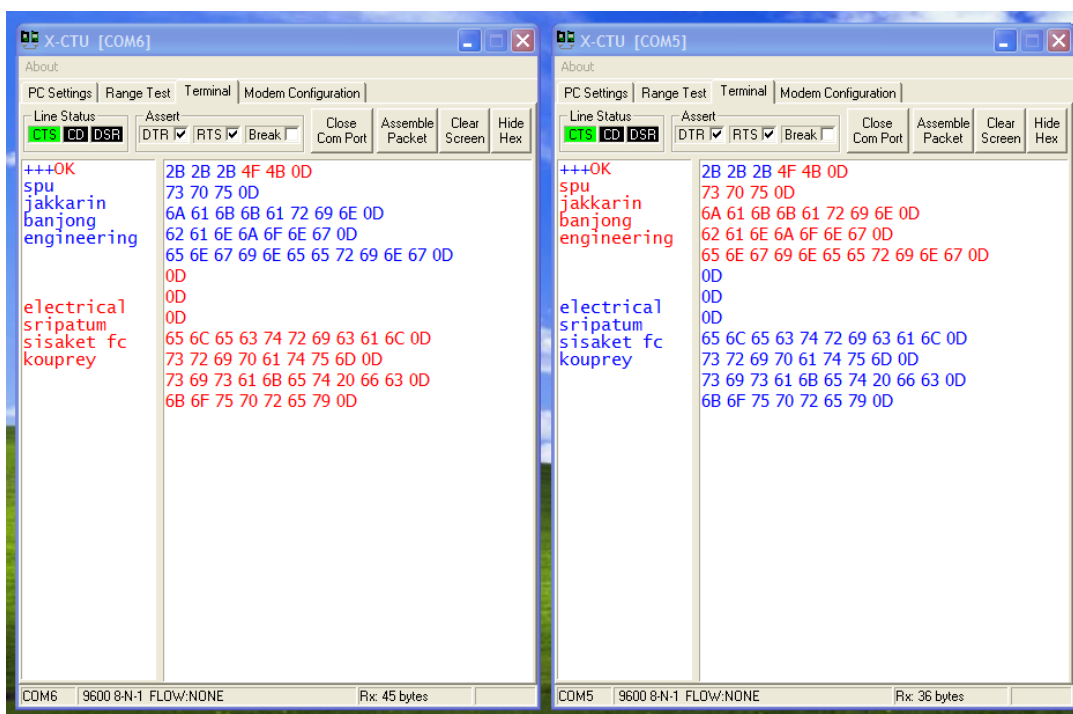 X-CTU [COM6]
About
PC Settings Range Test Terminal Modem Configuration
Line Status
CTS CD DSR
Assert
DTR RTS Break
Close Com Port
Assemble Packet
Clear Screen
Hide Hex
+++OK
spu
jakkarin
banjong
engineering
electrical
sripatum
sisaket fc
kouprey
2B 2B 2B 4F 4B 0D
73 70 75 0D
6A 61 6B 6B 61 72 69 6E 0D
62 61 6E 6A 6F 6E 67 0D
65 6E 67 69 6E 65 65 72 69 6E 67 0D
0D
0D
0D
65 6C 65 63 74 72 69 63 61 6C 0D
73 72 69 70 61 74 75 6D 0D
73 69 73 61 6B 65 74 20 66 63 0D
6B 6F 75 70 72 65 79 0D
COM6 9600 8-N-1 FLOW:NONE Rx: 45 bytes
X-CTU [COM5]
About
PC Settings Range Test Terminal Modem Configuration
Line Status
CTS CD DSR
Assert
DTR RTS Break
Close Com Port
Assemble Packet
Clear Screen
Hide Hex
+++OK
spu
jakkarin
banjong
engineering
electrical
sripatum
sisaket fc
kouprey
2B 2B 2B 4F 4B 0D
73 70 75 0D
6A 61 6B 6B 61 72 69 6E 0D
62 61 6E 6A 6F 6E 67 0D
65 6E 67 69 6E 65 65 72 69 6E 67 0D
0D
0D
0D
65 6C 65 63 74 72 69 63 61 6C 0D
73 72 69 70 61 74 75 6D 0D
73 69 73 61 6B 65 74 20 66 63 0D
6B 6F 75 70 72 65 79 0D
COM5 9600 8-N-1 FLOW:NONE Rx: 36 bytes